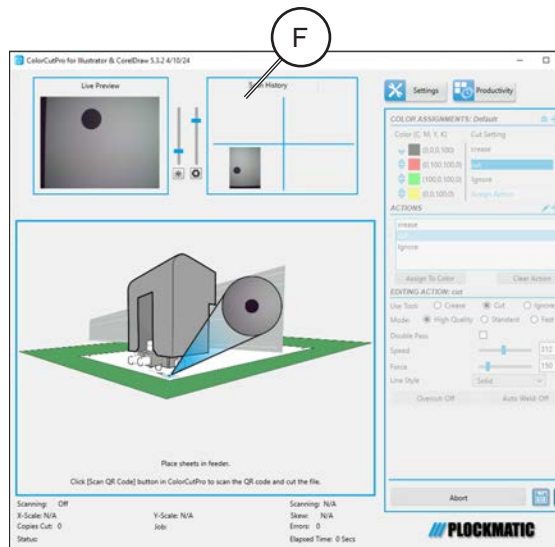 F
ColorCutPro for Illustrator & CorelDraw 5.3.2 4/10/24
Live Preview
Scan History
Settings
Productivity
COLOR ASSIGNMENTS: Default
Color (C, M, Y, K) Cut Setting
(0,0,0,100) crease
(0,100,100,0) cut
(100,0,100,0) Ignore
(0,0,100,0) Assign Action
ACTIONS
crease
cut
Ignore
Assign To Color Clear Action
EDITING ACTION: cut
Use Tool: Crease Cut Ignore
Mode: High Quality Standard Fast
Double Pass
Speed 312
Force 150
Line Style Solid
Overcut: Off Auto Weld: Off
Place sheets in feeder.
Click [Scan QR Code] button in ColorCutPro to scan the QR code and cut the file.
Abort
Scanning: Off Scanning: N/A
X-Scale: N/A Y-Scale: N/A Skew: N/A
Copies Cut: 0 Job: Errors: 0
Status: Elapsed Time: 0 Secs
PLOCKMATIC